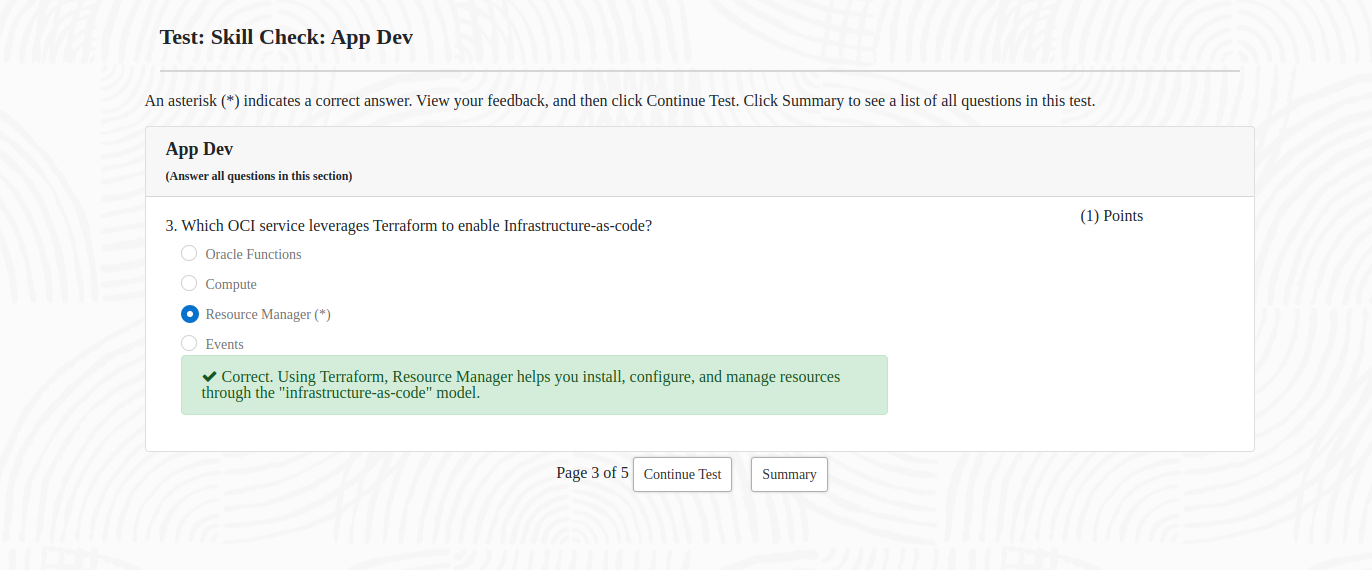 Test: Skill Check: App Dev
An asterisk (*) indicates a correct answer. View your feedback, and then click Continue Test. Click Summary to see a list of all questions in this test.
App Dev
(Answer all questions in this section)
3. Which OCI service leverages Terraform to enable Infrastructure-as-code?
(1) Points
Oracle Functions
Compute
Resource Manager (*)
Events
Correct. Using Terraform, Resource Manager helps you install, configure, and manage resources
through the "infrastructure-as-code" model.
Page 3 of 5 Continue Test Summary